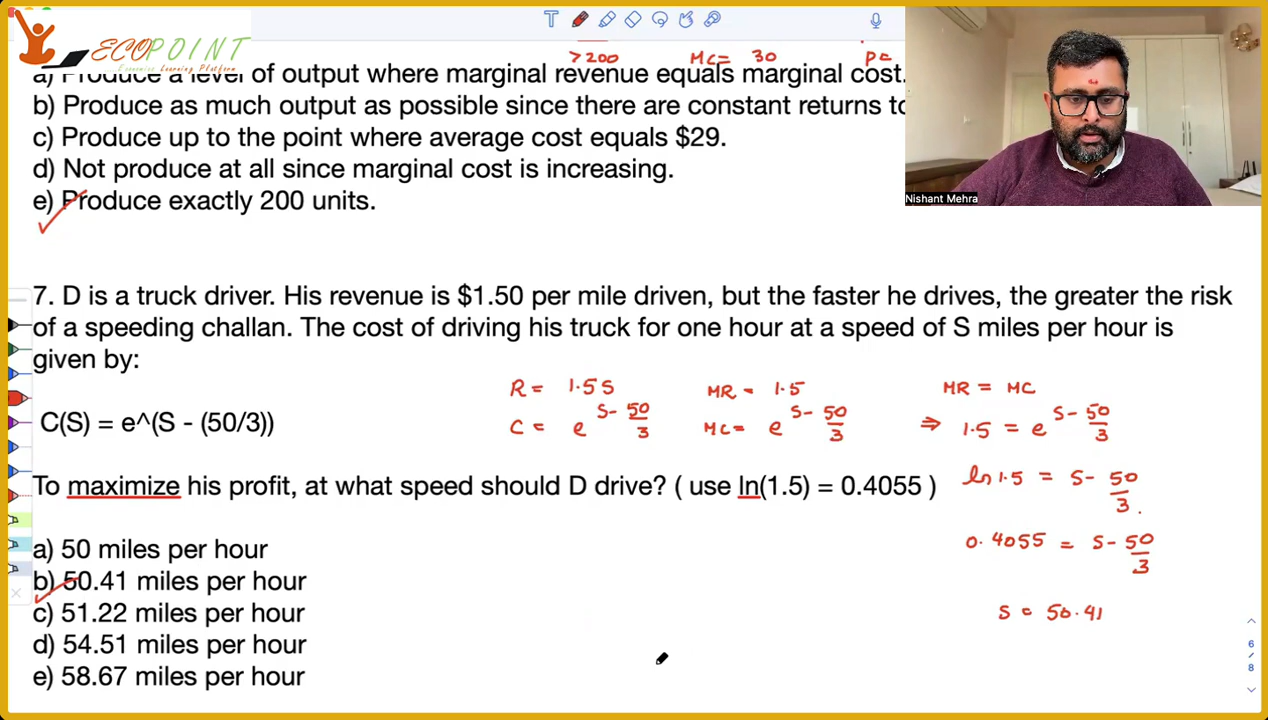 ECOPOINT
Economics Learning Platform
>200 MC= 30
a) Produce a level of output where marginal revenue equals marginal cost.
b) Produce as much output as possible since there are constant returns to
c) Produce up to the point where average cost equals $29.
d) Not produce at all since marginal cost is increasing.
e) Produce exactly 200 units.
Nishant Mehra
7. D is a truck driver. His revenue is $1.50 per mile driven, but the faster he drives, the greater the risk
of a speeding challan. The cost of driving his truck for one hour at a speed of S miles per hour is
given by:
R = 1.5 S MR = 1.5 MR = MC
C(S) = e^(S - (50/3)) C = e^S-50/3 MC= e^S-50/3 ⇒ 1.5 = e^S-50/3
To maximize his profit, at what speed should D drive? ( use ln(1.5) = 0.4055 ) ln 1.5 = S- 50/3
a) 50 miles per hour 0.4055 = S- 50/3
b) 50.41 miles per hour
c) 51.22 miles per hour S = 50.41
d) 54.51 miles per hour
e) 58.67 miles per hour
6/8